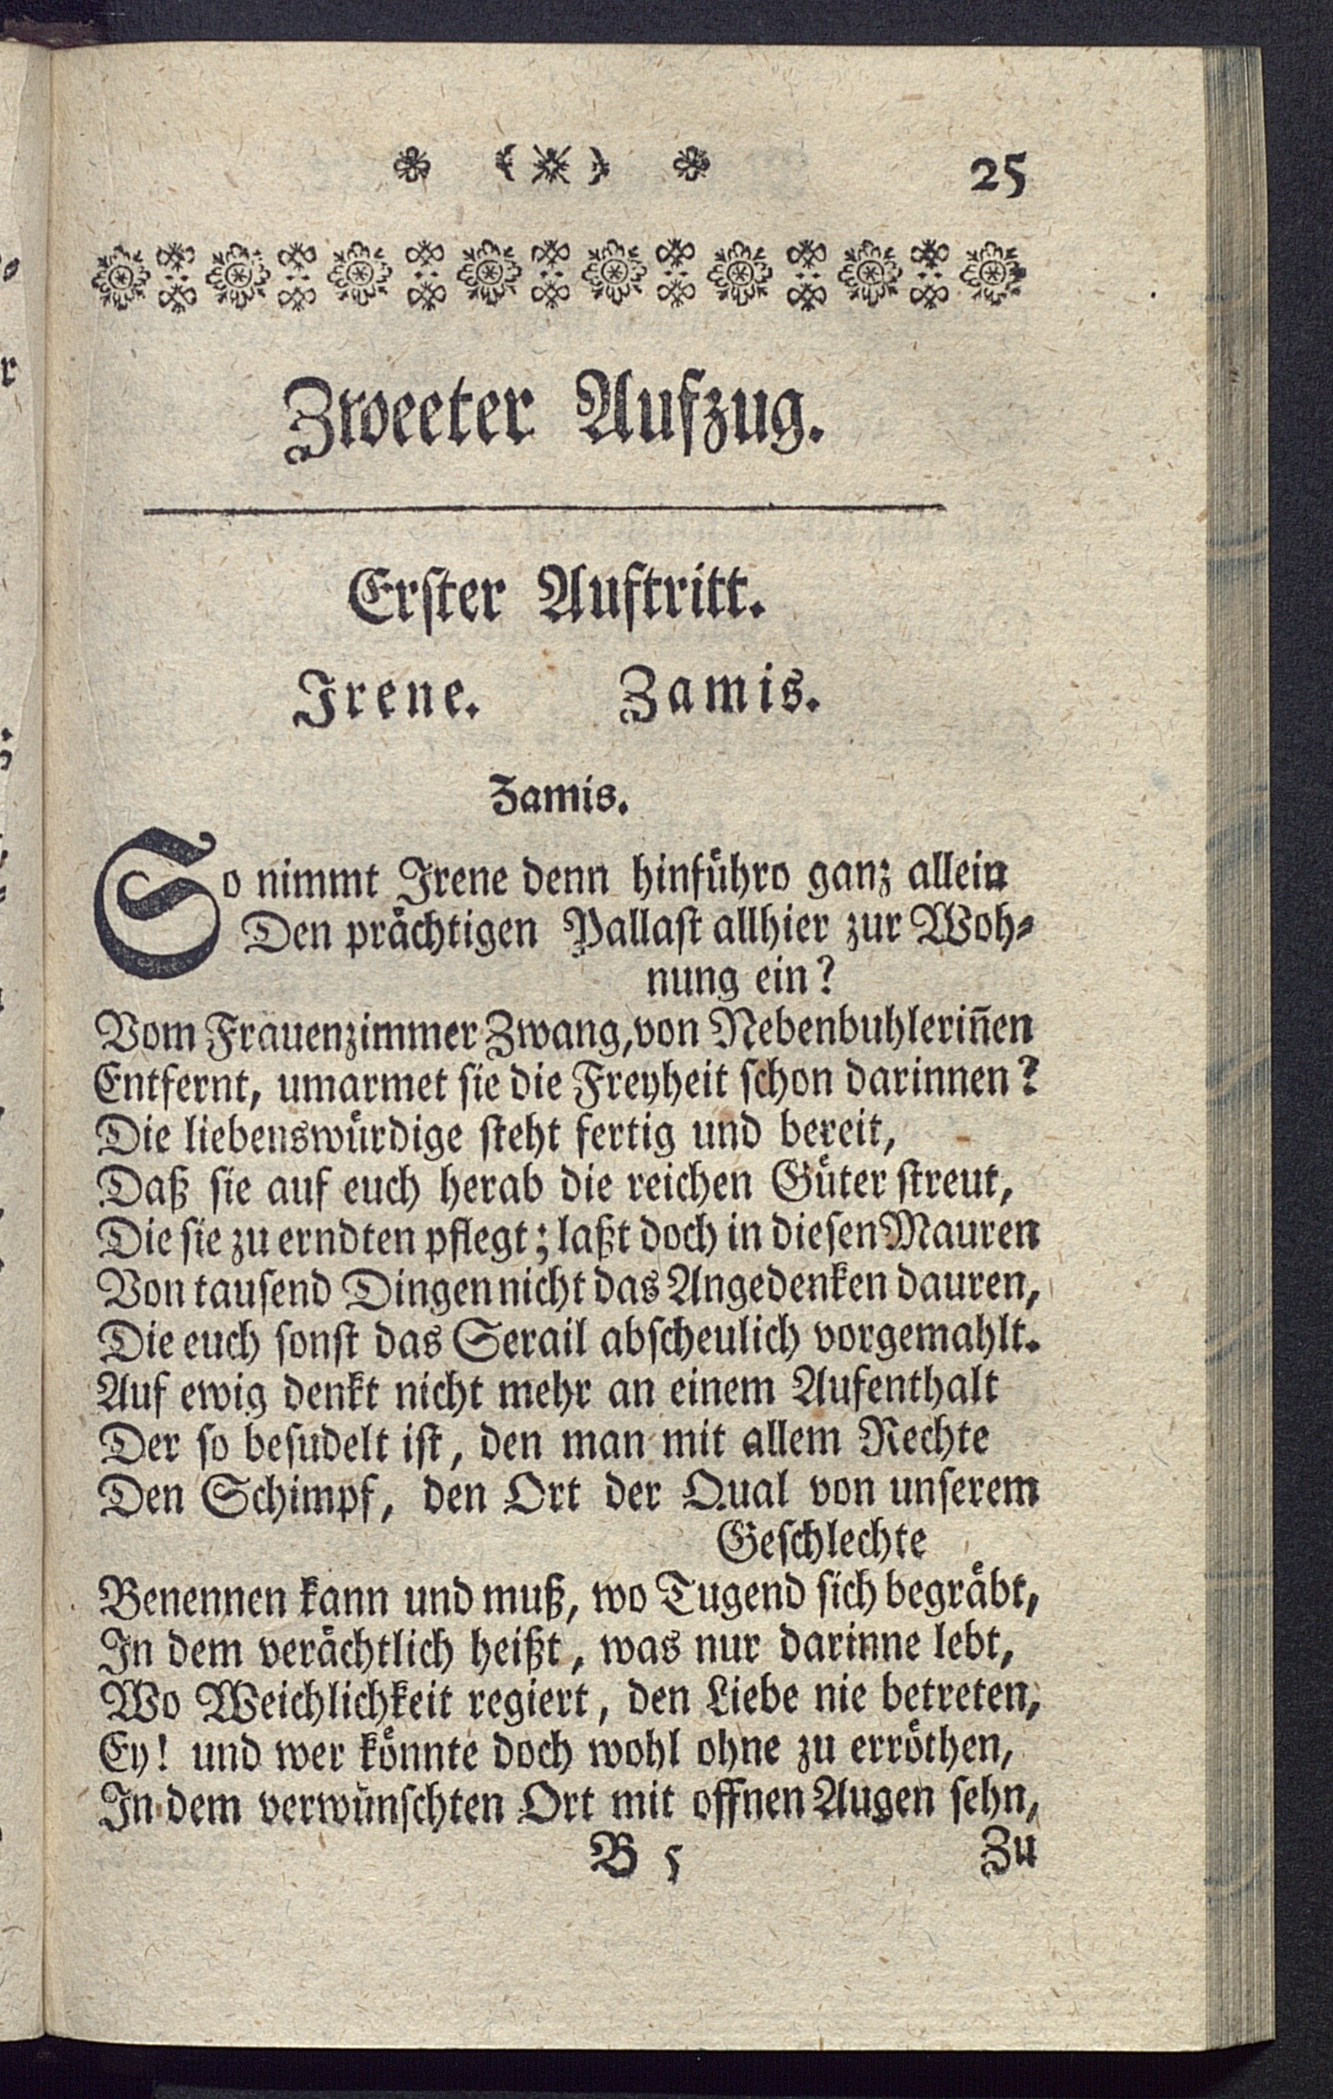 25
Zweeter Aufzug.
Erster Auftritt.
Irene. Zamis.
Zamis.
So nimmt Irene denn hinführo ganz allein
Den prächtigen Pallast allhier zur Woh-
nung ein?
Vom Frauenzimmer Zwang, von Nebenbuhlerin̄en
Entfernt, umarmet sie die Freyheit schon darinnen?
Die liebenswürdige steht fertig und bereit,
Daß sie auf euch herab die reichen Güter streut,
Die sie zu erndten pflegt; laßt doch in diesen Mauren
Von tausend Dingen nicht das Angedenken dauren,
Die euch sonst das Serail abscheulich vorgemahlt.
Auf ewig denkt nicht mehr an einem Aufenthalt
Der so besudelt ist, den man mit allem Rechte
Den Schimpf, den Ort der Qual von unserem
Geschlechte
Benennen kann und muß, wo Tugend sich begräbt,
In dem verächtlich heißt, was nur darinne lebt,
Wo Weichlichkeit regiert, den Liebe nie betreten,
Ey! und wer könnte doch wohl ohne zu erröthen,
In dem verwünschten Ort mit offnen Augen sehn,
B 5 Zu